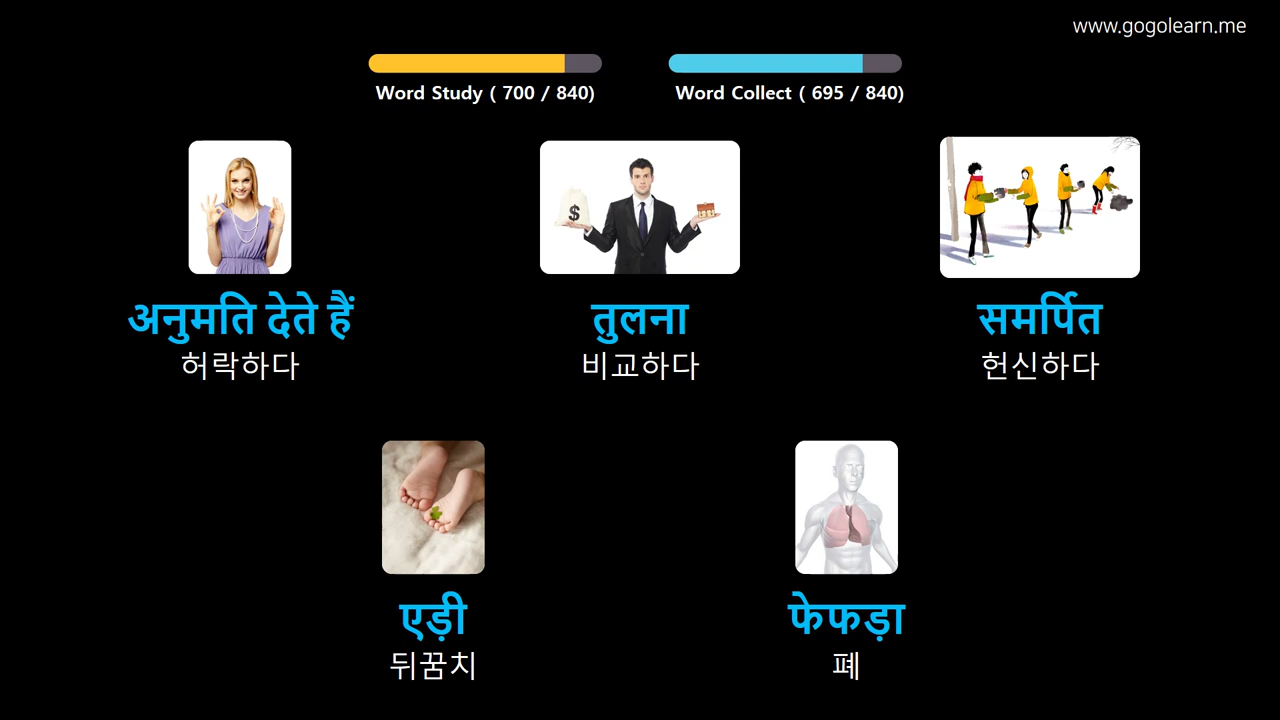 www.gogolearn.me
Word Study ( 700 / 840)
Word Collect ( 695 / 840)
अनुमति देते हैं
허락하다
तुलना
비교하다
समर्पित
헌신하다
एड़ी
뒤꿈치
फेफड़ा
폐